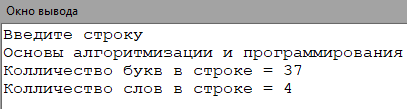 Окно вывода
Введите строку
Основы алгоритмизации и программирования
Колличество букв в строке = 37
Колличество слов в строке = 4